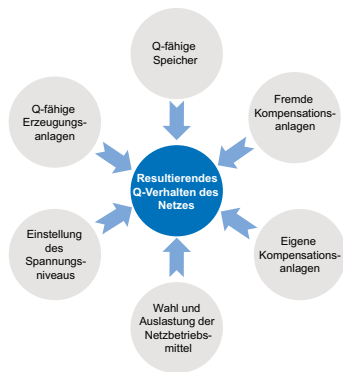 Q-fähige
Speicher
Fremde
Kompensations-
anlagen
Q-fähige
Erzeugungs-
anlagen
Resultierendes
Q-Verhalten des
Netzes
Einstellung
des
Spannungs-
niveaus
Eigene
Kompensations-
anlagen
Wahl und
Auslastung der
Netzbetriebs-
mittel